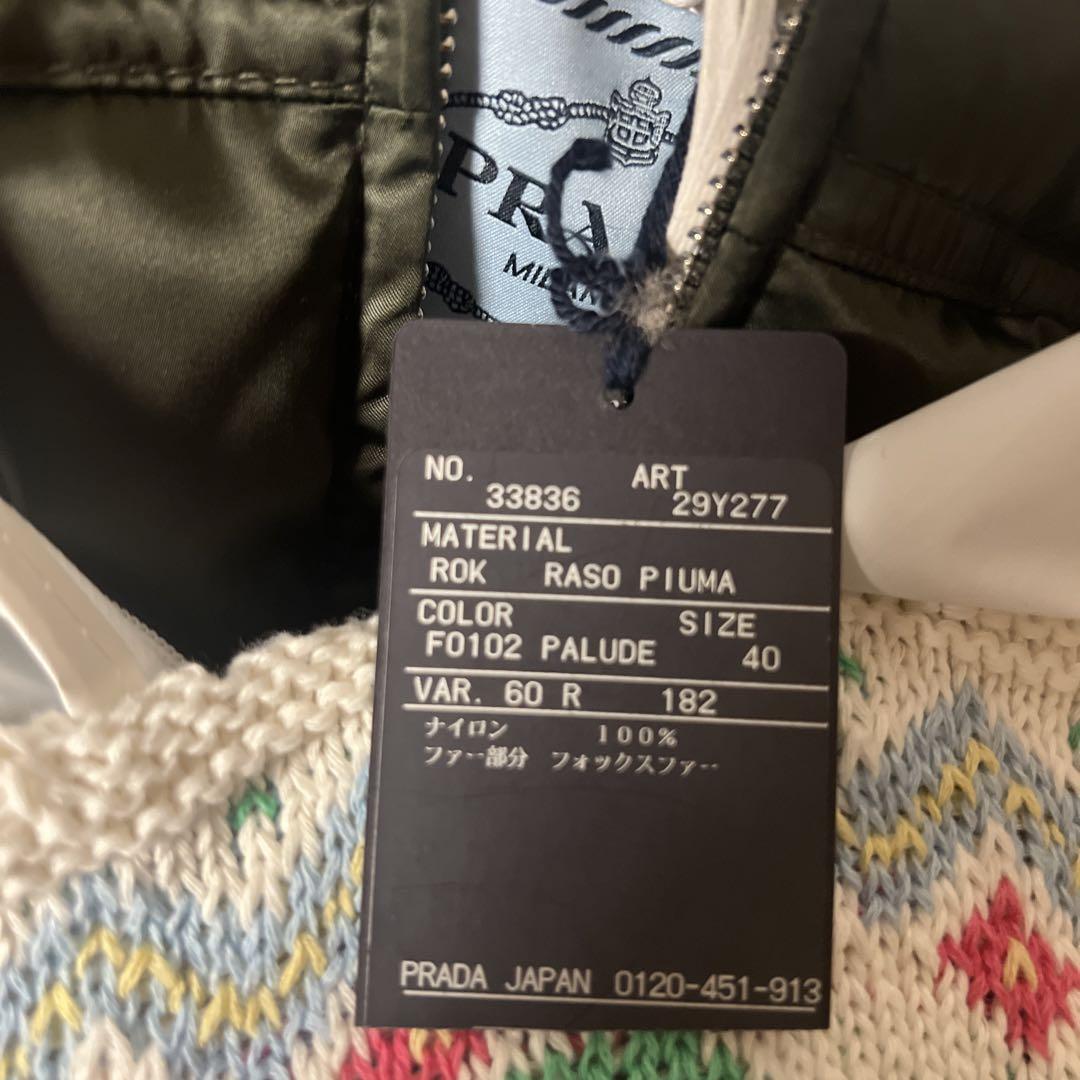 PRA
MILAN
NO. ART
33836 29Y277
MATERIAL
ROK RASO PIUMA
COLOR SIZE
F0102 PALUDE 40
VAR. 60 R 182
ナイロン 100%
ファー部分 フォックスファー
PRADA JAPAN 0120-451-913